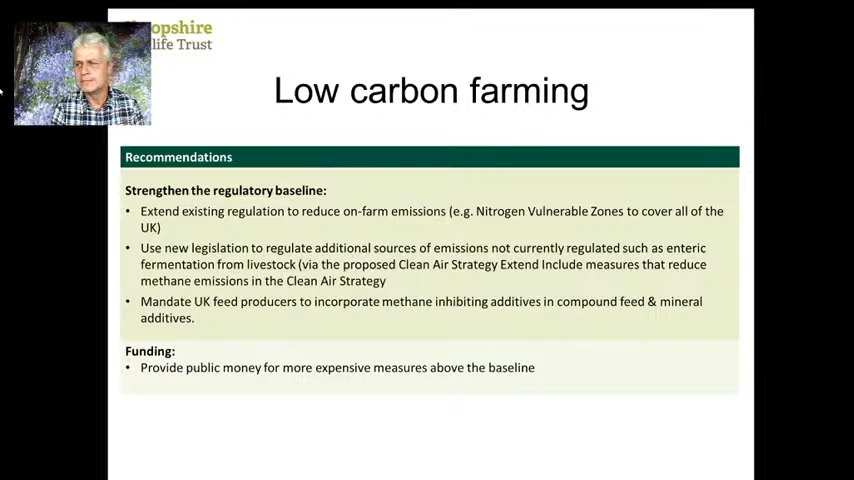 opshire
life Trust
Low carbon farming
Recommendations
Strengthen the regulatory baseline:
• Extend existing regulation to reduce on-farm emissions (e.g. Nitrogen Vulnerable Zones to cover all of the
UK)
• Use new legislation to regulate additional sources of emissions not currently regulated such as enteric
fermentation from livestock (via the proposed Clean Air Strategy Extend Include measures that reduce
methane emissions in the Clean Air Strategy
• Mandate UK feed producers to incorporate methane inhibiting additives in compound feed & mineral
additives.
Funding:
• Provide public money for more expensive measures above the baseline